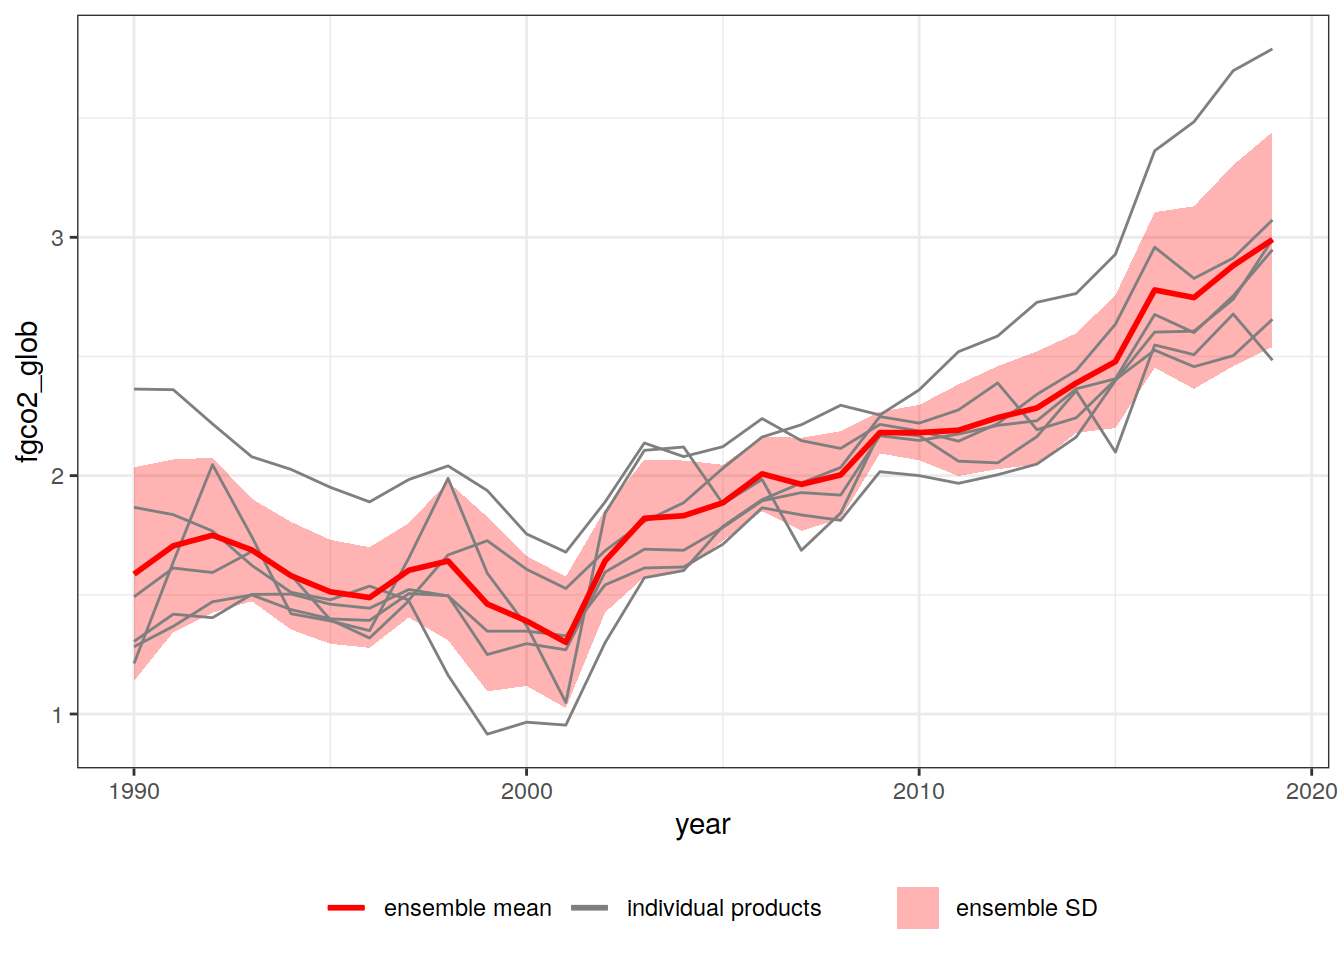 fgco2_glob
3
2
1
1990 2000 2010 2020
year
ensemble mean individual products ensemble SD